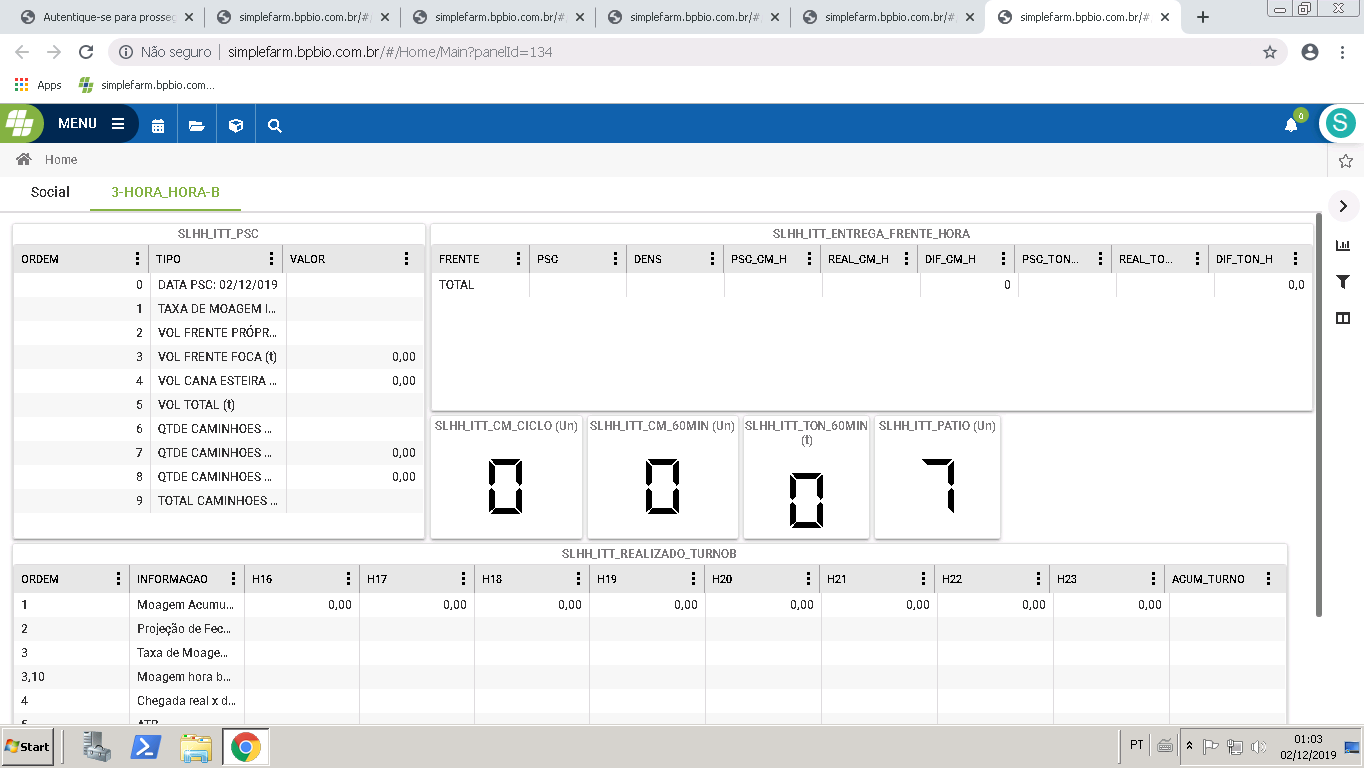 Autentique-se para prosseg
simplefarm.bpbio.com.br/#/
simplefarm.bpbio.com.br/#
simplefarm.bpbio.com.br/#
simplefarm.bpbio.com.br/#
simplefarm.bpbio.com.br/#
Não seguro simplefarm.bpbio.com.br/#/Home/Main?panelId=134
Apps simplefarm.bpbio.com...
MENU 0 S
Home
Social 3-HORA_HORA-B
SLHH_ITT_PSC
ORDEM TIPO VALOR
0 DATA PSC: 02/12/019
1 TAXA DE MOAGEM I...
2 VOL FRENTE PRÓPR...
3 VOL FRENTE FOCA (t) 0,00
4 VOL CANA ESTEIRA ... 0,00
5 VOL TOTAL (t)
6 QTDE CAMINHOES ...
7 QTDE CAMINHOES ... 0,00
8 QTDE CAMINHOES ... 0,00
9 TOTAL CAMINHOES ...
SLHH_ITT_ENTREGA_FRENTE_HORA
FRENTE PSC DENS PSC_CM_H REAL_CM_H DIF_CM_H PSC_TON... REAL_TO... DIF_TON_H
TOTAL 0 0,0
SLHH_ITT_CM_CICLO (Un)
0
SLHH_ITT_CM_60MIN (Un)
0
SLHH_ITT_TON_60MIN
(t)
0
SLHH_ITT_PATIO (Un)
7
SLHH_ITT_REALIZADO_TURNOB
ORDEM INFORMACAO H16 H17 H18 H19 H20 H21 H22 H23 ACUM_TURNO
1 Moagem Acumu... 0,00 0,00 0,00 0,00 0,00 0,00 0,00 0,00
2 Projeção de Fec...
3 Taxa de Moage...
3,10 Moagem hora b...
4 Chegada real x d...
5 ATR
Start PT 01:03
02/12/2019